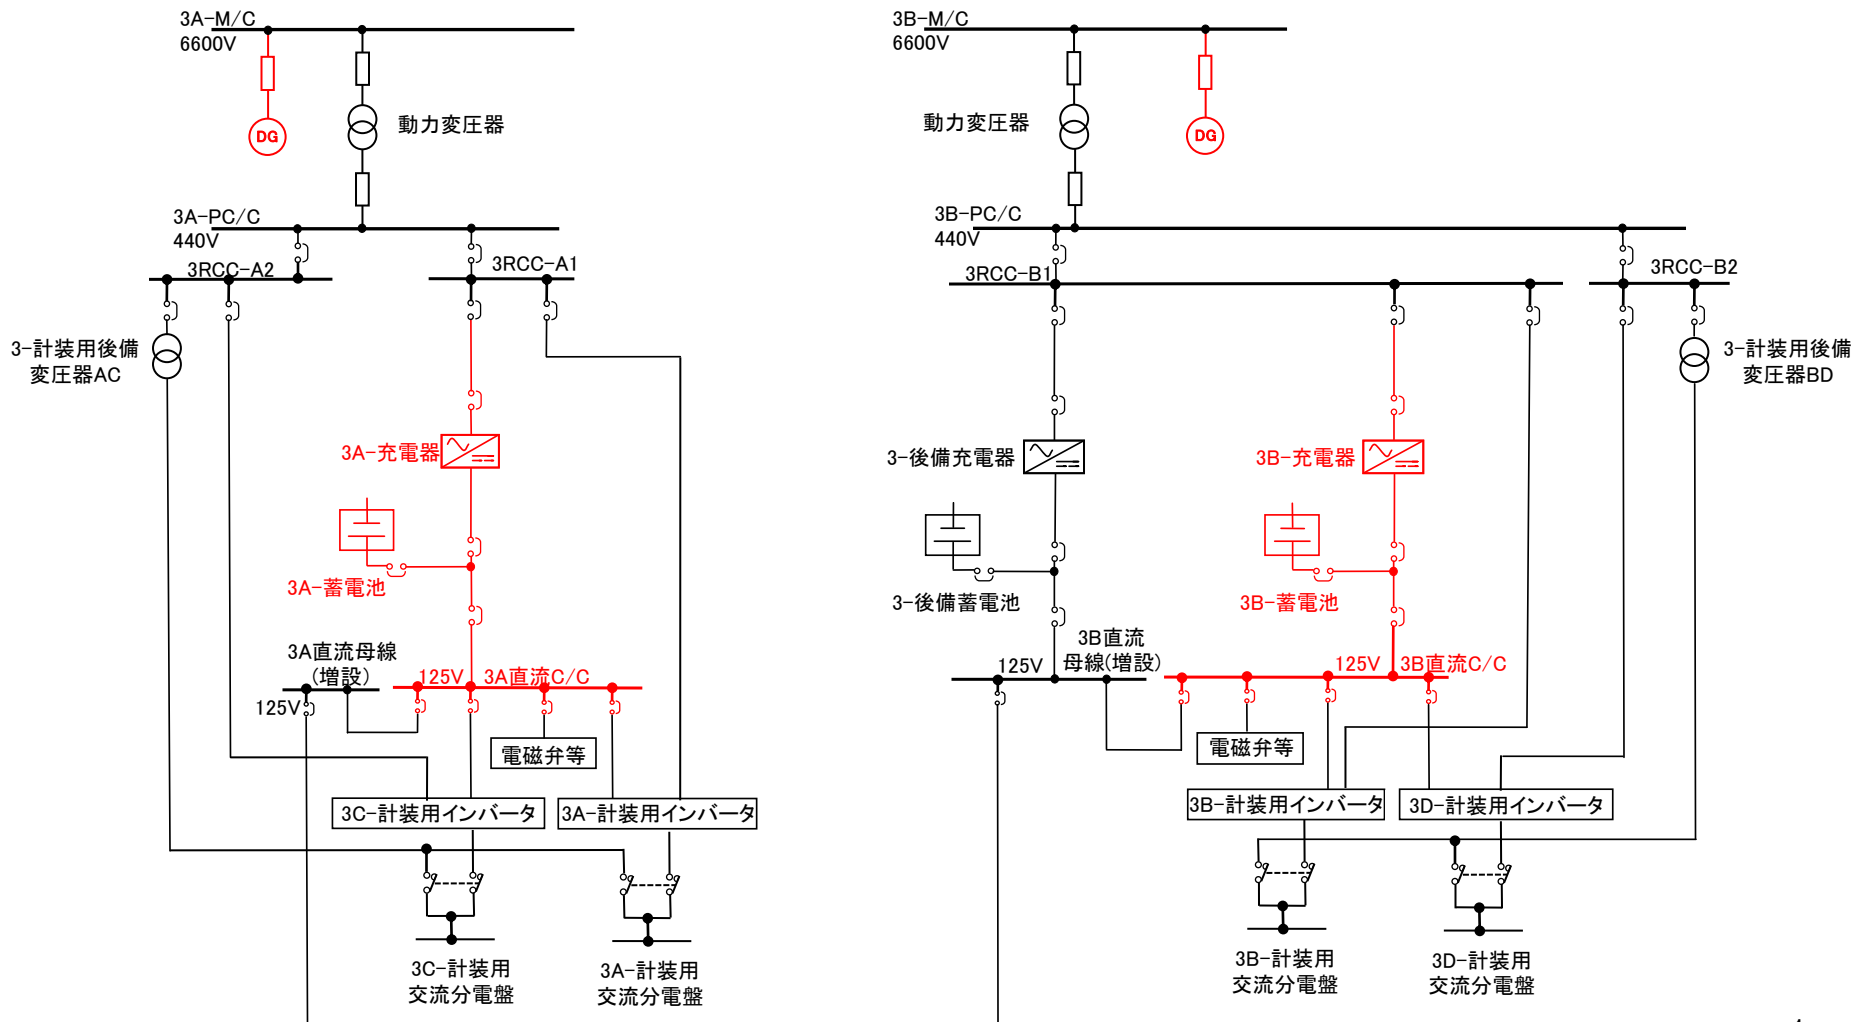 3A-M/C
6600V
DG
動力変圧器
3A-PC/C
440V
3RCC-A2
3RCC-A1
3-計装用後備
変圧器AC
3A-充電器
3A-蓄電池
3A直流母線
(増設)
125V
125V
3A直流C/C
電磁弁等
3C-計装用インバータ
3A-計装用インバータ
3C-計装用
交流分電盤
3A-計装用
交流分電盤
3B-M/C
6600V
動力変圧器
DG
3B-PC/C
440V
3RCC-B1
3RCC-B2
3-計装用後備
変圧器BD
3-後備充電器
3B-充電器
3-後備蓄電池
3B-蓄電池
125V
3B直流
母線(増設)
125V
3B直流C/C
電磁弁等
3B-計装用インバータ
3D-計装用インバータ
3B-計装用
交流分電盤
3D-計装用
交流分電盤